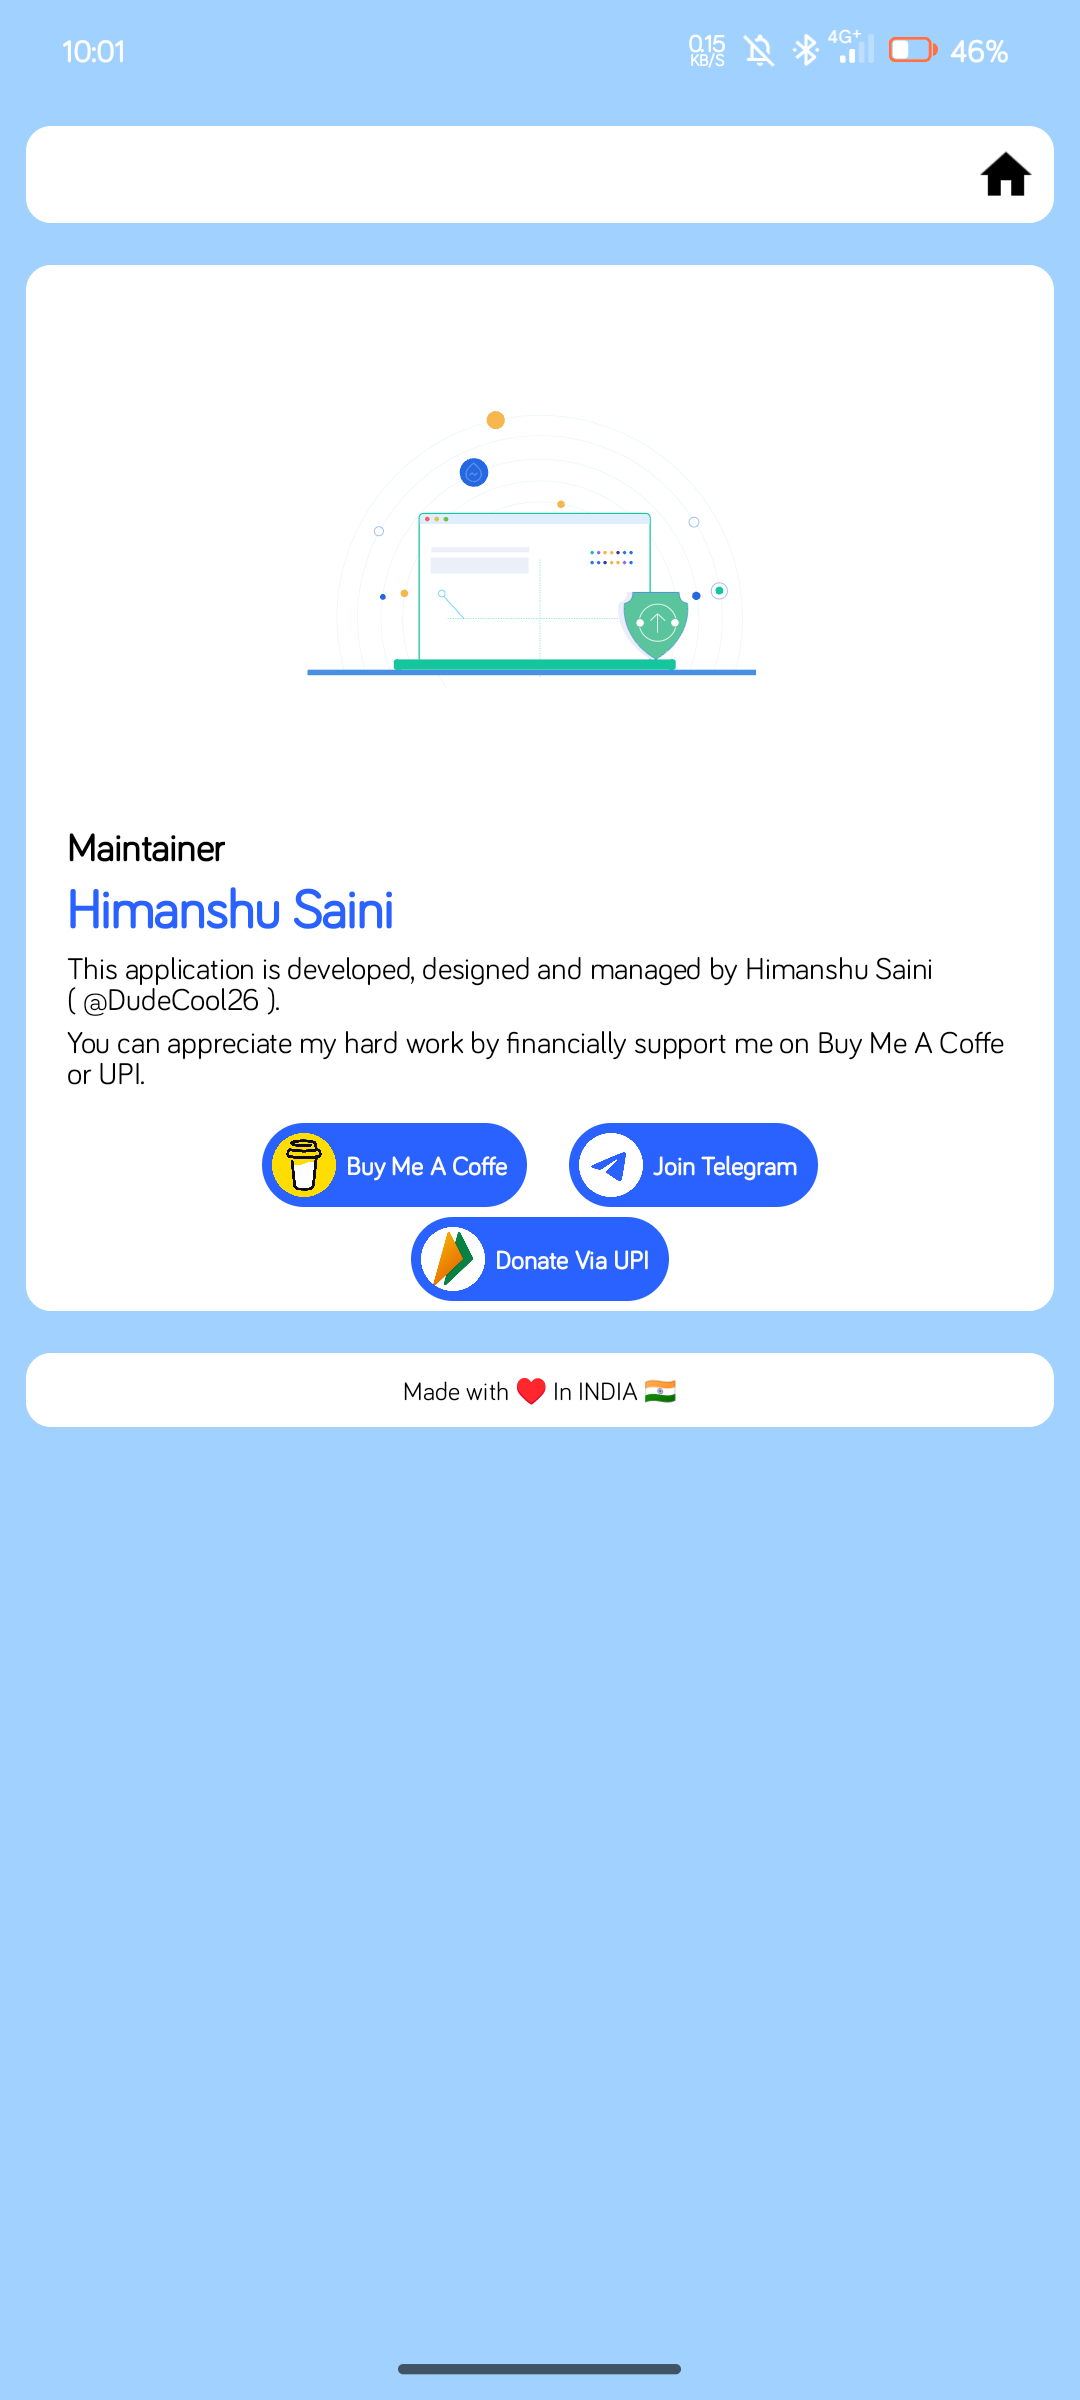 10:01
0.15
KB/S
4G+
46%
Maintainer
Himanshu Saini
This application is developed, designed and managed by Himanshu Saini
( @DudeCool26 ).
You can appreciate my hard work by financially support me on Buy Me A Coffe
or UPI.
Buy Me A Coffe
Join Telegram
Donate Via UPI
Made with ❤️ In INDIA 🇮🇳